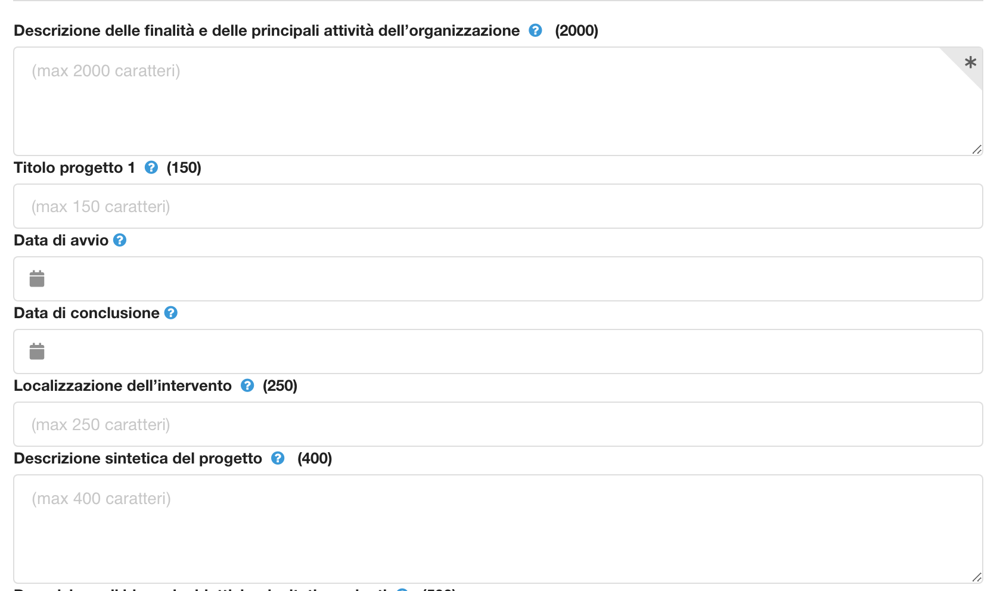 Descrizione delle finalità e delle principali attività dell’organizzazione ? (2000)
(max 2000 caratteri)
*
Titolo progetto 1 ? (150)
(max 150 caratteri)
Data di avvio ?
Data di conclusione ?
Localizzazione dell’intervento ? (250)
(max 250 caratteri)
Descrizione sintetica del progetto ? (400)
(max 400 caratteri)